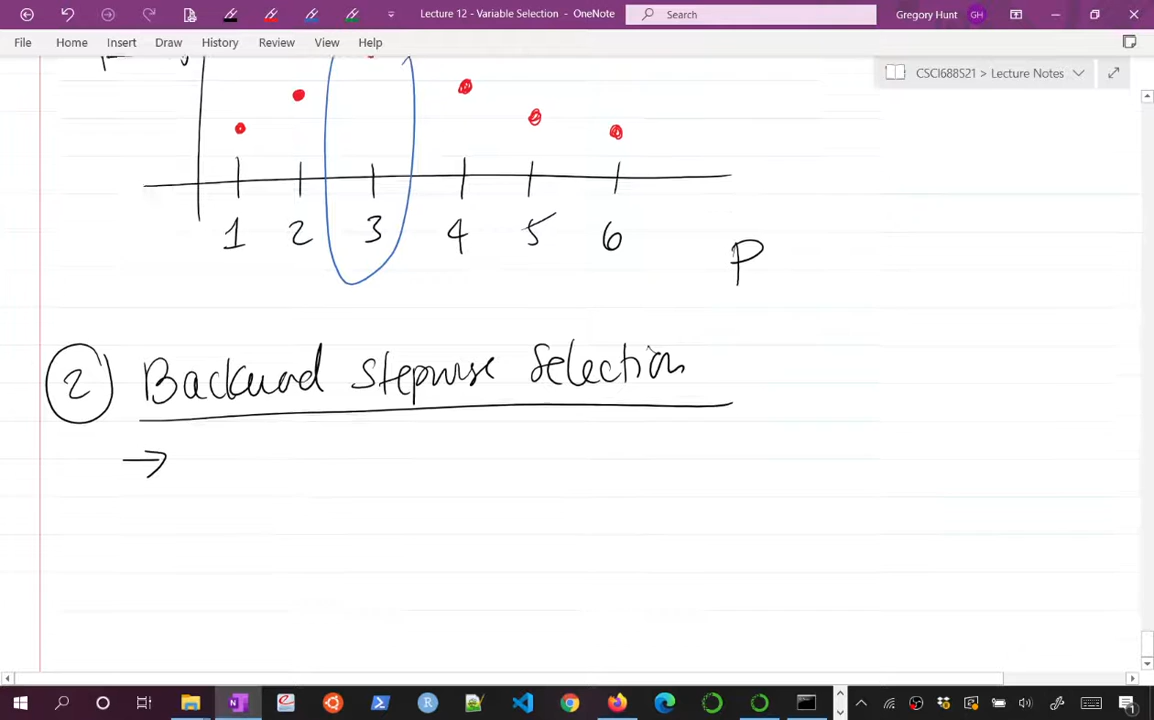 Lecture 12 - Variable Selection - OneNote
Search
Gregory Hunt
GH
File Home Insert Draw History Review View Help
CSCI688S21 > Lecture Notes
1 2 3 4 5 6
P
2 Backward Stepwise Selection
→